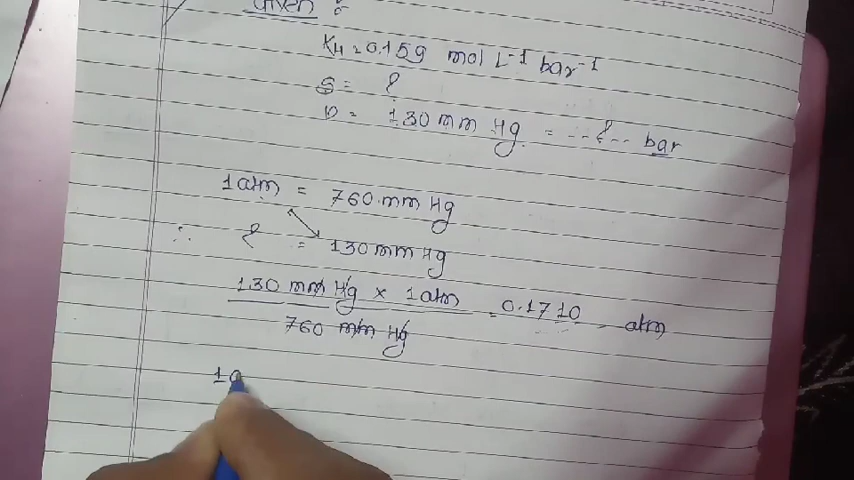 Given :
KH = 0.159 mol L-1 bar-1
S = ?
P = 130 mm Hg = --?-- bar
1 atm = 760 mm Hg
∴ ? = 130 mm Hg
130 mm Hg × 1 atm
760 mm Hg
= 0.1710 atm
1a